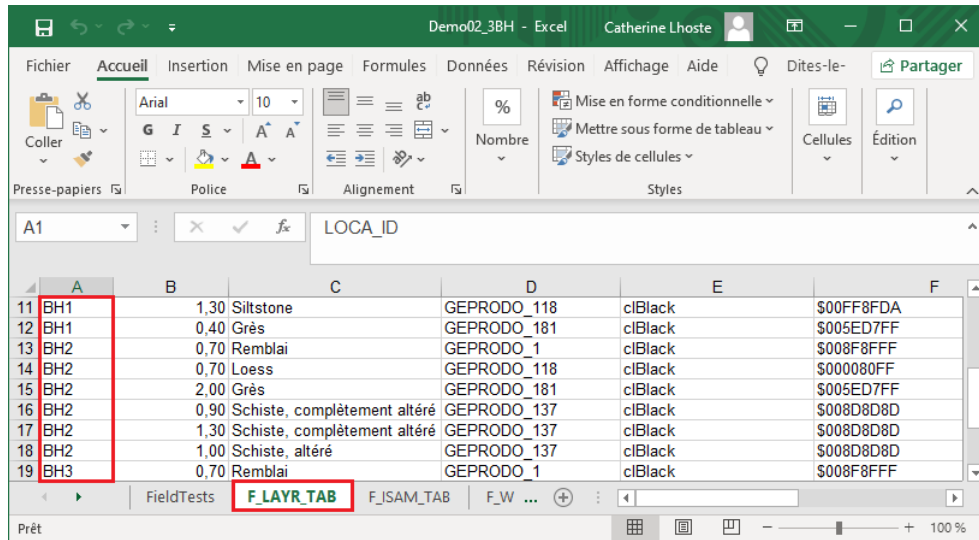 Demo02_3BH - Excel Catherine Lhoste
Fichier Accueil Insertion Mise en page Formules Données Révision Affichage Aide Dites-le- Partager
Coller
Arial 10
G I S A A
A
ab
%
Nombre
Mise en forme conditionnelle
Mettre sous forme de tableau
Styles de cellules
Cellules
Édition
Presse-papiers Police Alignement Styles
A1 fx LOCA_ID
A B C D E F
11 BH1 1,30 Siltstone GEPRODO_118 clBlack $00FF8FDA
12 BH1 0,40 Grès GEPRODO_181 clBlack $005ED7FF
13 BH2 0,70 Remblai GEPRODO_1 clBlack $008F8FFF
14 BH2 0,70 Loess GEPRODO_118 clBlack $000080FF
15 BH2 2,00 Grès GEPRODO_181 clBlack $005ED7FF
16 BH2 0,90 Schiste, complètement altéré GEPRODO_137 clBlack $008D8D8D
17 BH2 1,30 Schiste, complètement altéré GEPRODO_137 clBlack $008D8D8D
18 BH2 1,00 Schiste, altéré GEPRODO_137 clBlack $008D8D8D
19 BH3 0,70 Remblai GEPRODO_1 clBlack $008F8FFF
FieldTests F_LAYR_TAB F_ISAM_TAB F_W ...
Prêt 100 %